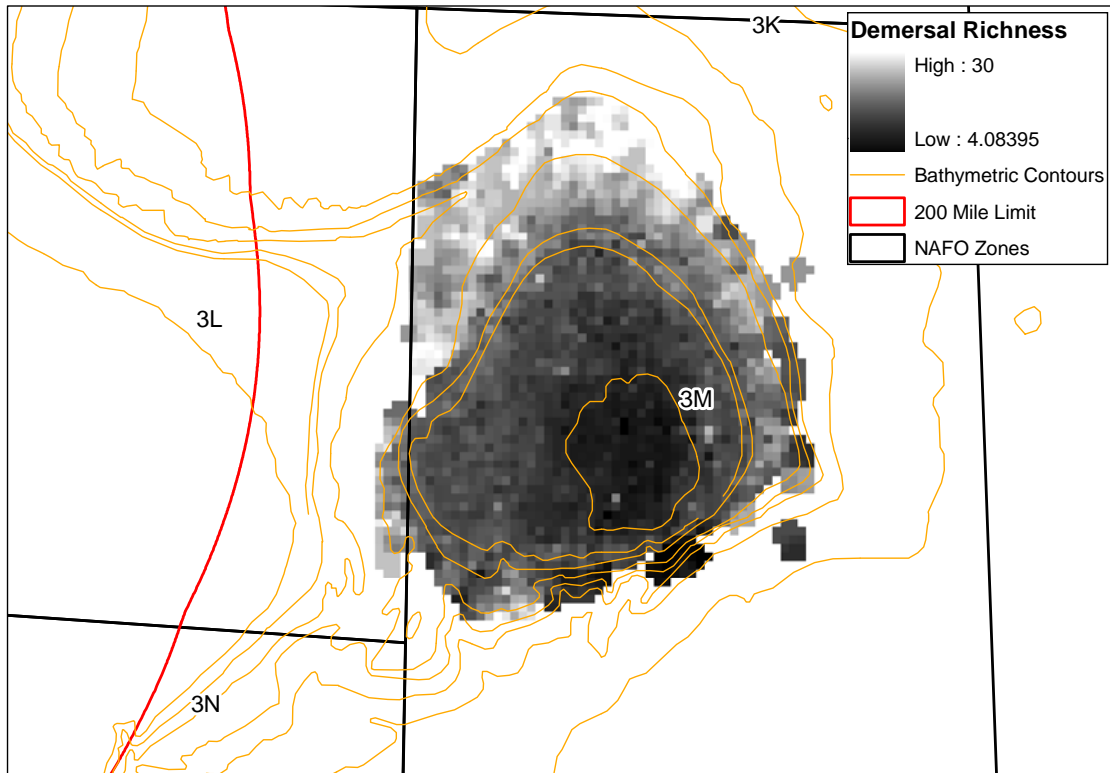 3K
Demersal Richness
High : 30
Low : 4.08395
Bathymetric Contours
200 Mile Limit
NAFO Zones
3L
3M
3N